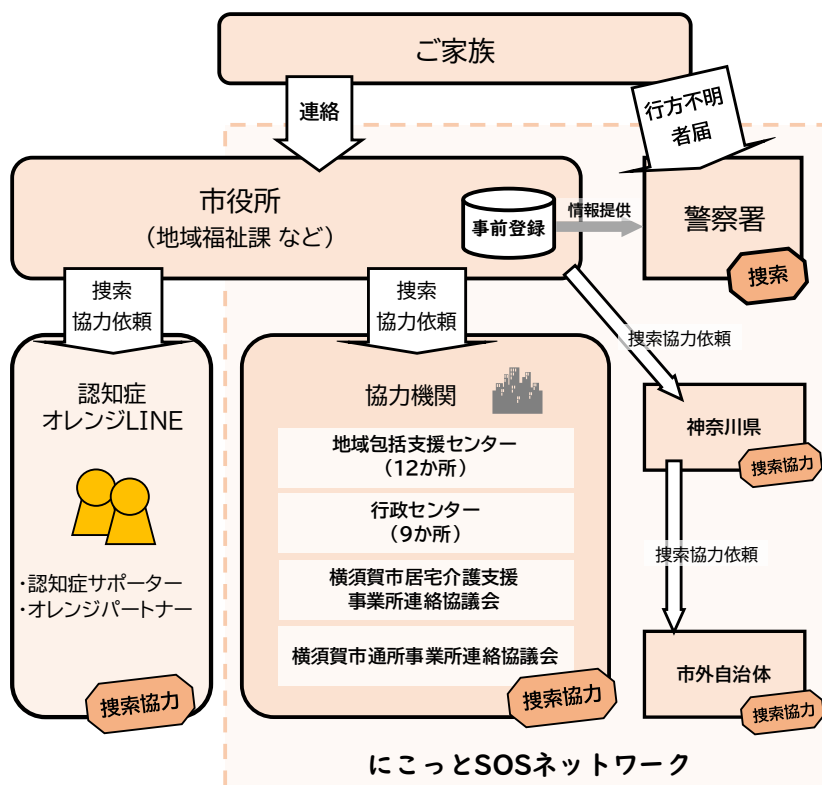 ご家族
連絡
行方不明
者届
市役所
（地域福祉課 など）
事前登録
情報提供
警察署
捜索
捜索
協力依頼
捜索
協力依頼
捜索協力依頼
認知症
オレンジLINE
・認知症サポーター
・オレンジパートナー
捜索協力
協力機関
地域包括支援センター
（12か所）
行政センター
（9か所）
横須賀市居宅介護支援
事業所連絡協議会
横須賀市通所事業所連絡協議会
捜索協力
神奈川県
捜索協力
捜索協力依頼
市外自治体
捜索協力
にこっとSOSネットワーク